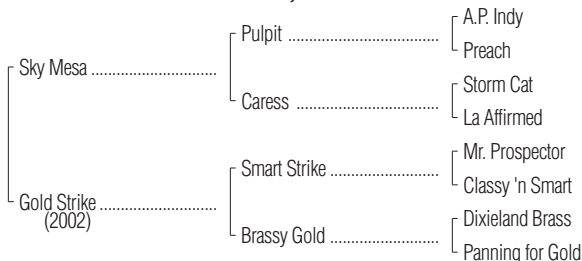 A.P. Indy
Pulpit
Preach
Sky Mesa
Storm Cat
Caress
La Affirmed
Mr. Prospector
Smart Strike
Classy 'n Smart
Gold Strike
(2002)
Dixieland Brass
Brassy Gold
Panning for Gold